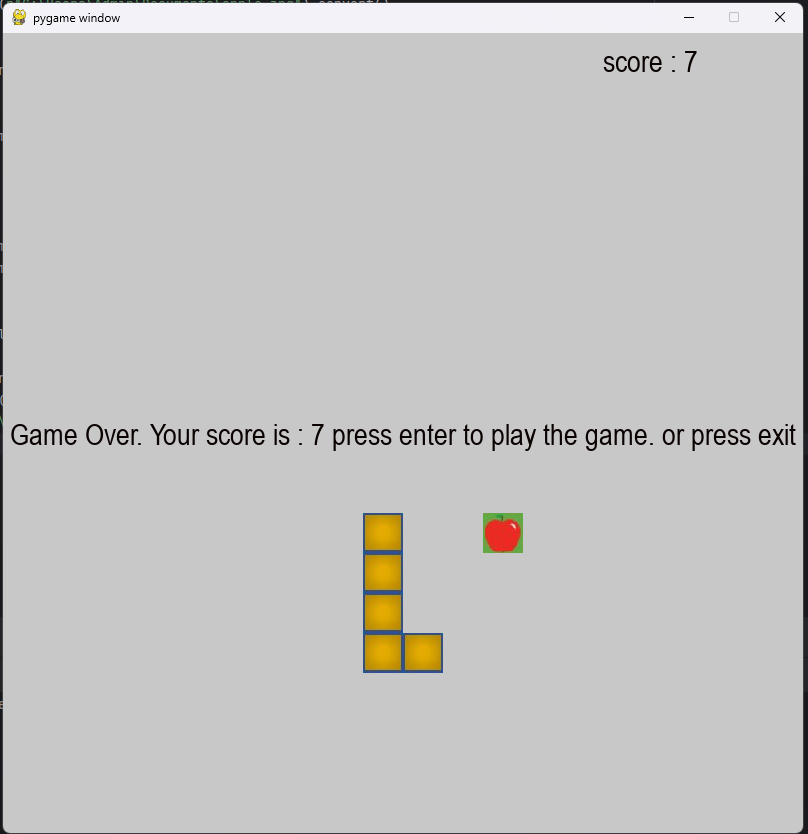 pygame window
score : 7
Game Over. Your score is : 7 press enter to play the game. or press exit